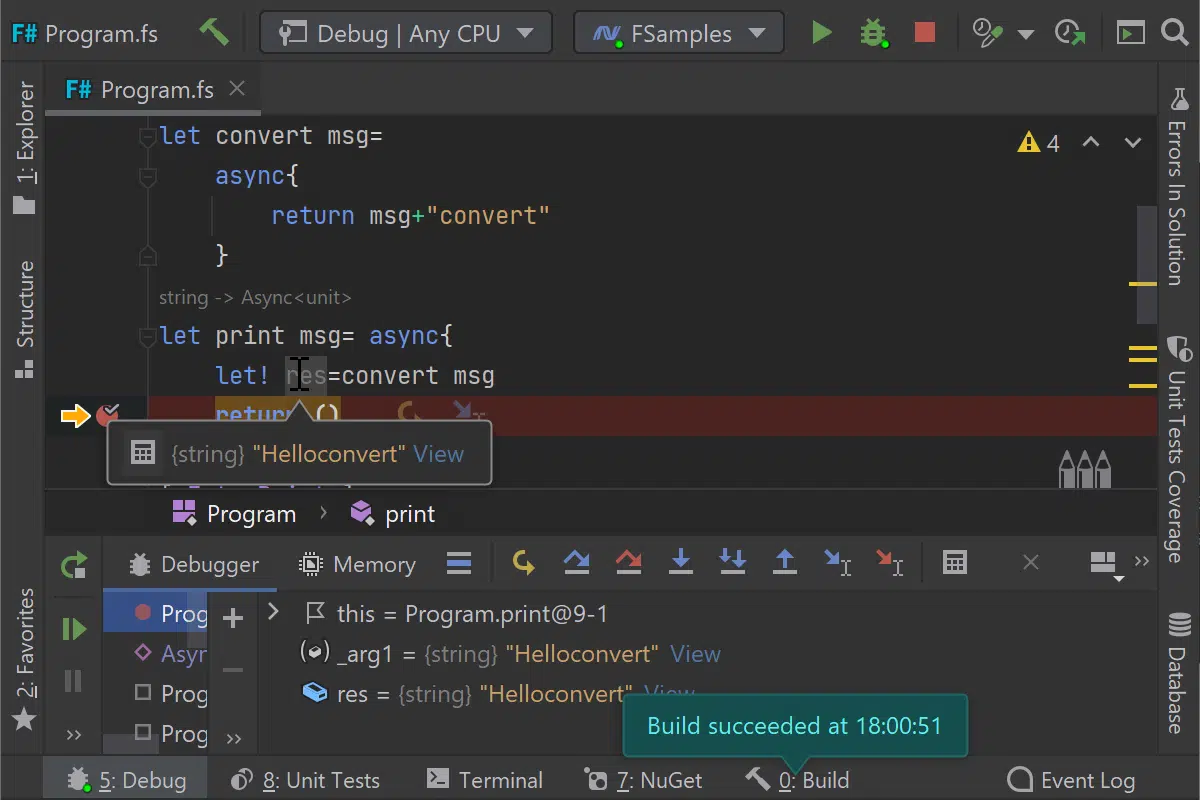 F# Program.fs
Debug | Any CPU
FSamples
F# Program.fs
1: Explorer
Structure
2: Favorites
let convert msg=
4
async{
return msg+"convert"
}
string -> Async<unit>
let print msg= async{
let! res=convert msg
return ()
{string} "Helloconvert" View
Program
print
Debugger
Memory
Prog
Asyr
Prog
Prog
this = Program.print@9-1
_arg1 = {string} "Helloconvert" View
res = {string} "Helloconvert" View
Build succeeded at 18:00:51
5: Debug
8: Unit Tests
Terminal
7: NuGet
0: Build
Event Log
Errors In Solution
Unit Tests Coverage
Database